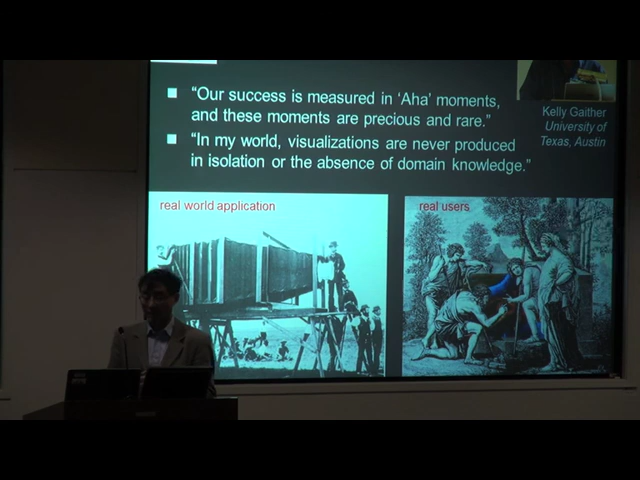 "Our success is measured in 'Aha' moments,
and these moments are precious and rare."
"In my world, visualizations are never produced
in isolation or the absence of domain knowledge."
Kelly Gaither
University of
Texas, Austin
real world application
real users